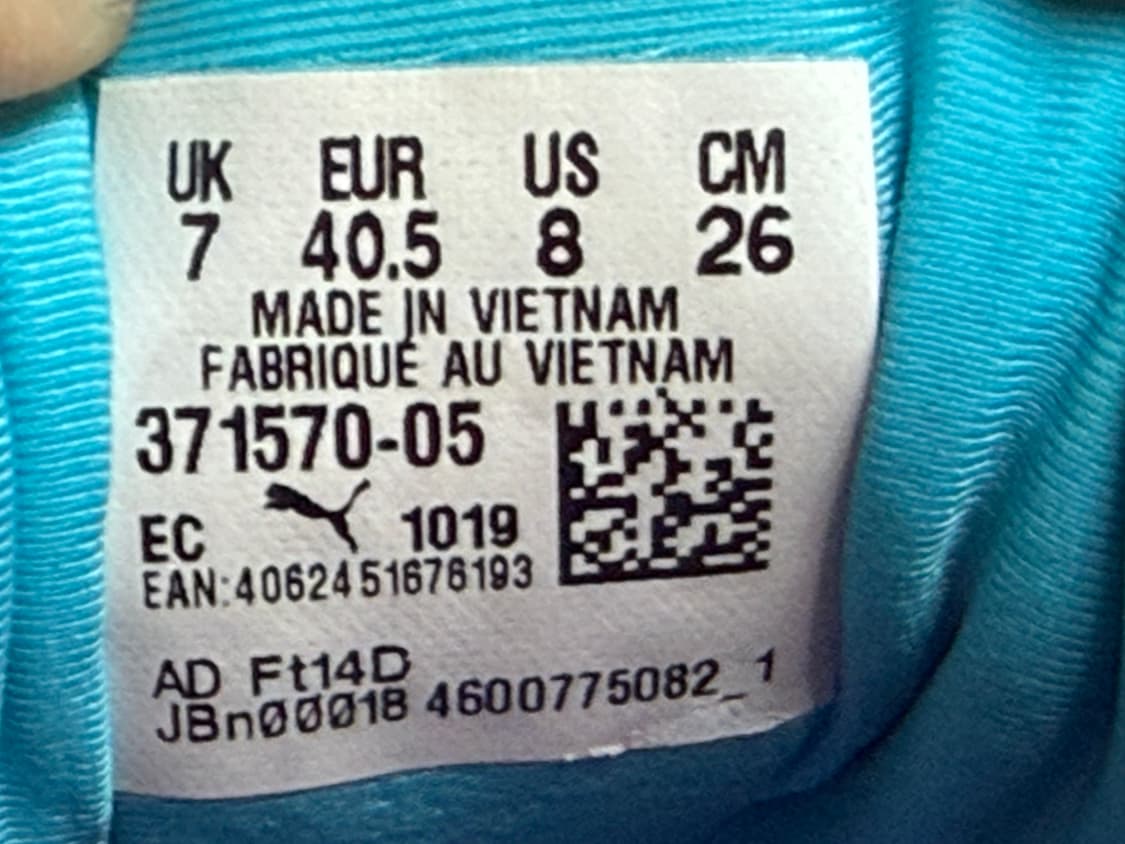 UK EUR US CM
7 40.5 8 26
MADE IN VIETNAM
FABRIQUE AU VIETNAM
371570-05
EC 1019
EAN:4062451676193
AD Ft14D
JBn00018 4600775082_1